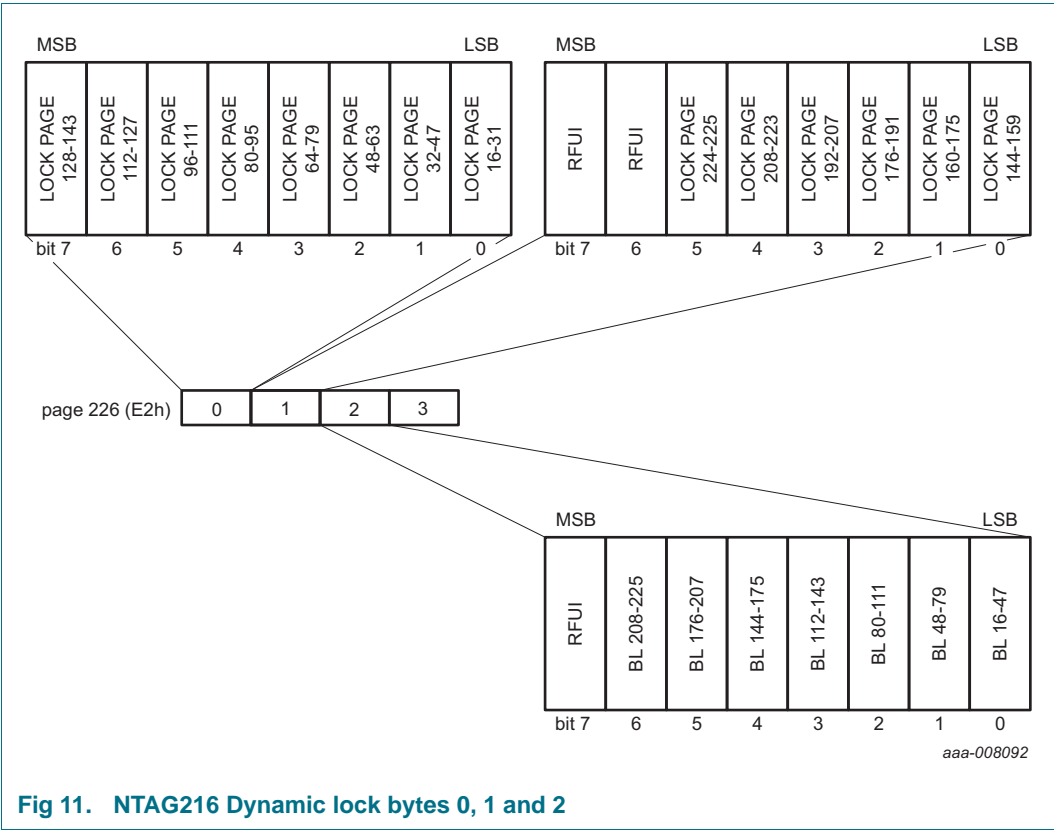 MSB LSB
LOCK PAGE
128-143
LOCK PAGE
112-127
LOCK PAGE
96-111
LOCK PAGE
80-95
LOCK PAGE
64-79
LOCK PAGE
48-63
LOCK PAGE
32-47
LOCK PAGE
16-31
bit 7 6 5 4 3 2 1 0
MSB LSB
RFUI
RFUI
LOCK PAGE
224-225
LOCK PAGE
208-223
LOCK PAGE
192-207
LOCK PAGE
176-191
LOCK PAGE
160-175
LOCK PAGE
144-159
bit 7 6 5 4 3 2 1 0
page 226 (E2h) 0 1 2 3
MSB LSB
RFUI
BL 208-225
BL 176-207
BL 144-175
BL 112-143
BL 80-111
BL 48-79
BL 16-47
bit 7 6 5 4 3 2 1 0
aaa-008092
Fig 11. NTAG216 Dynamic lock bytes 0, 1 and 2